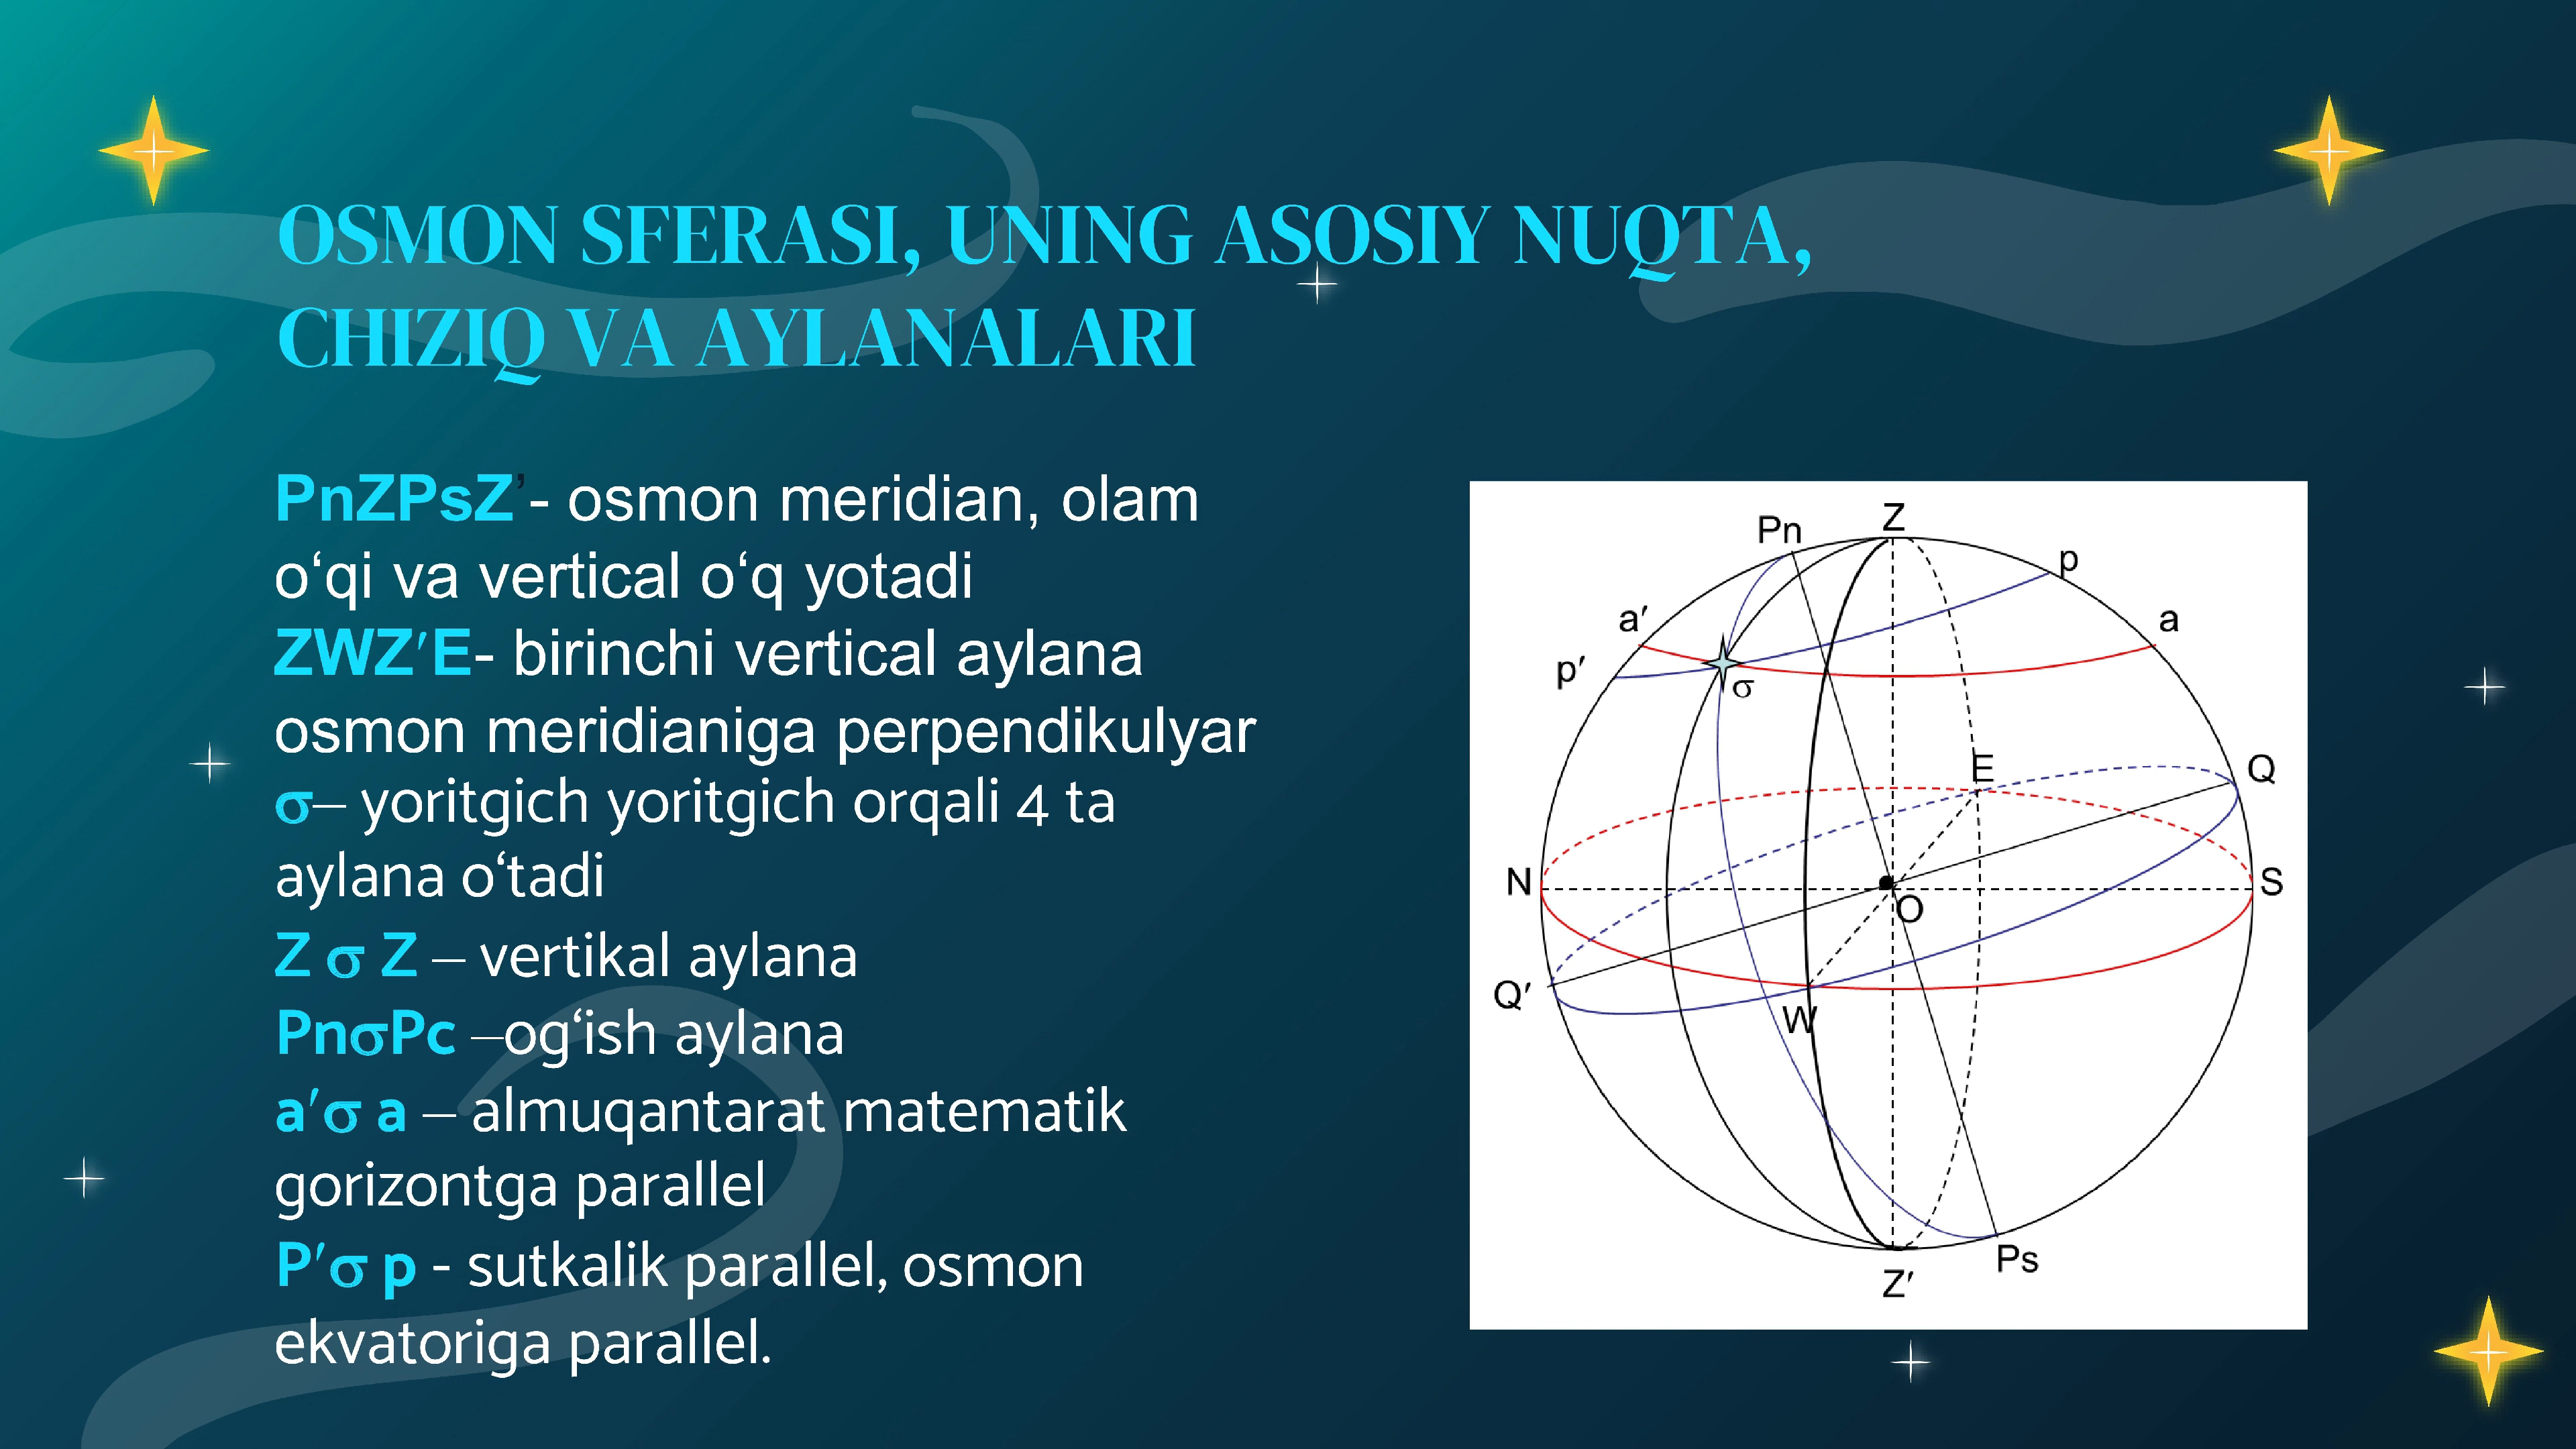 OSMON SFERASI, UNING ASOSIY NUQTA,
CHIZIQ VA AYLANALARI
PnZPsZ’- osmon meridian, olam
o‘qi va vertical o‘q yotadi
ZWZ′E- birinchi vertical aylana
osmon meridianiga perpendikulyar
σ– yoritgich yoritgich orqali 4 ta
aylana o‘tadi
Z σ Z – vertikal aylana
PnσPc –og‘ish aylana
a′σ a – almuqantarat matematik
gorizontga parallel
P′σ p - sutkalik parallel, osmon
ekvatoriga parallel.
Pn
Z
p
a′
a
p′
σ
E
Q
N
S
O
Q′
W
Ps
Z′